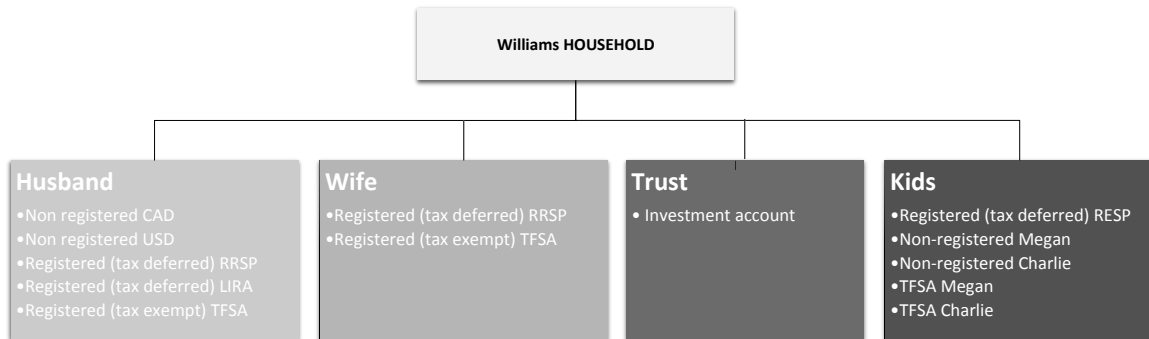 Williams HOUSEHOLD
Husband
•Non registered CAD
•Non registered USD
•Registered (tax deferred) RRSP
•Registered (tax deferred) LIRA
•Registered (tax exempt) TFSA
Wife
•Registered (tax deferred) RRSP
•Registered (tax exempt) TFSA
Trust
• Investment account
Kids
•Registered (tax deferred) RESP
•Non-registered Megan
•Non-registered Charlie
•TFSA Megan
•TFSA Charlie